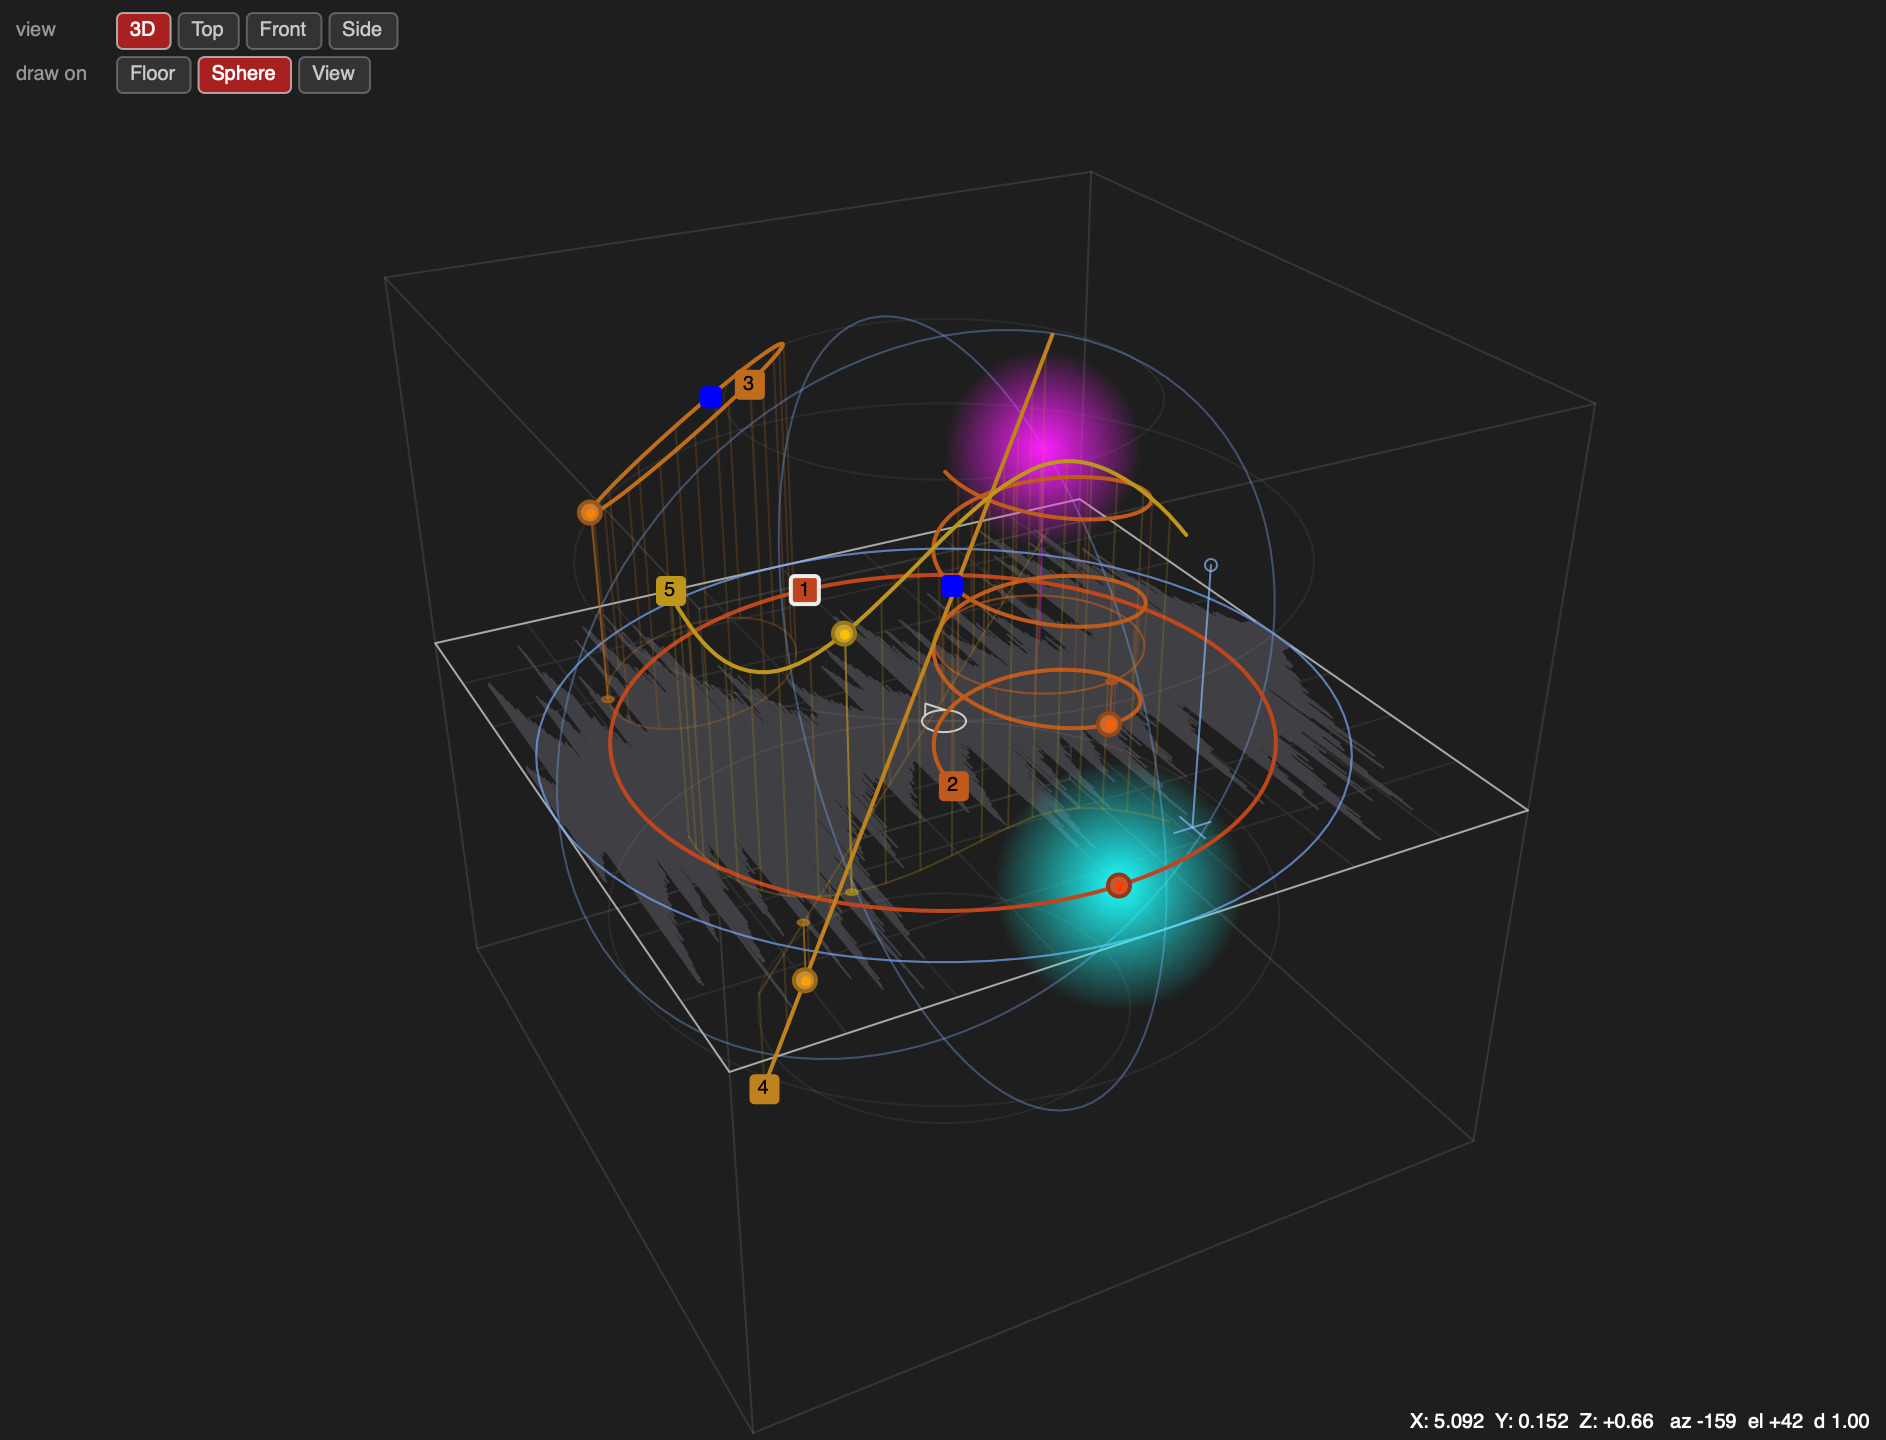 view 3D Top Front Side
draw on Floor Sphere View
3
5
1
2
4
X: 5.092 Y: 0.152 Z: +0.66 az -159 el +42 d 1.00